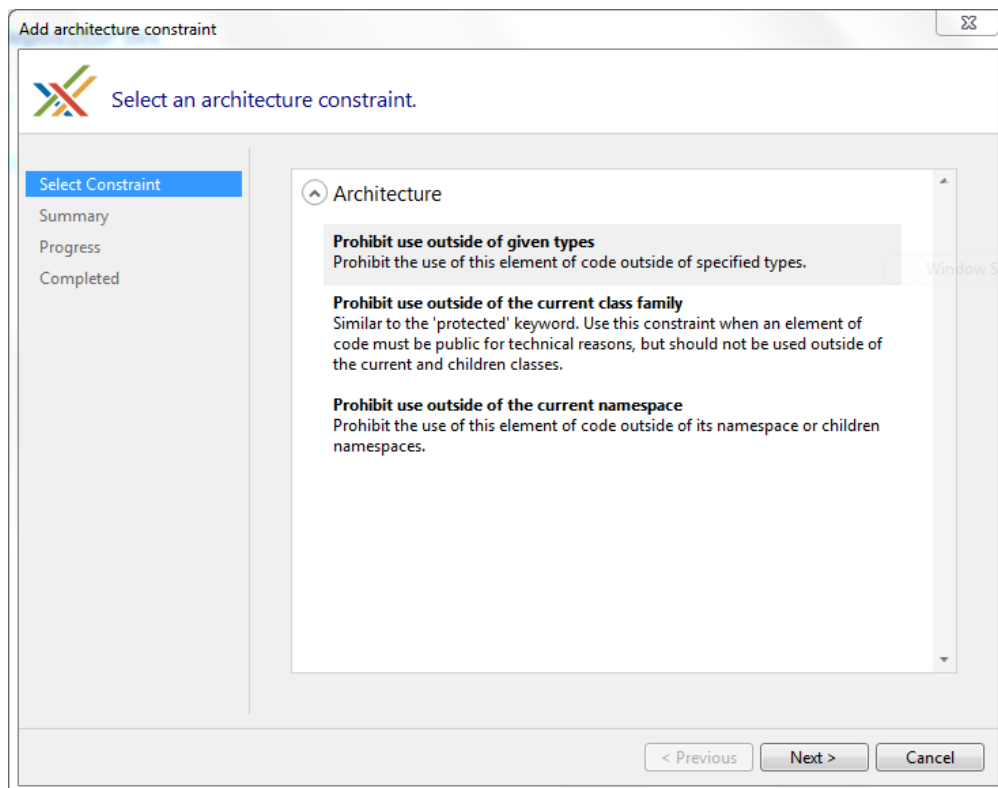 Add architecture constraint
Select an architecture constraint.
Select Constraint
Summary
Progress
Completed
Architecture
Prohibit use outside of given types
Prohibit the use of this element of code outside of specified types.
Prohibit use outside of the current class family
Similar to the 'protected' keyword. Use this constraint when an element of
code must be public for technical reasons, but should not be used outside of
the current and children classes.
Prohibit use outside of the current namespace
Prohibit the use of this element of code outside of its namespace or children
namespaces.
Window S
< Previous
Next >
Cancel